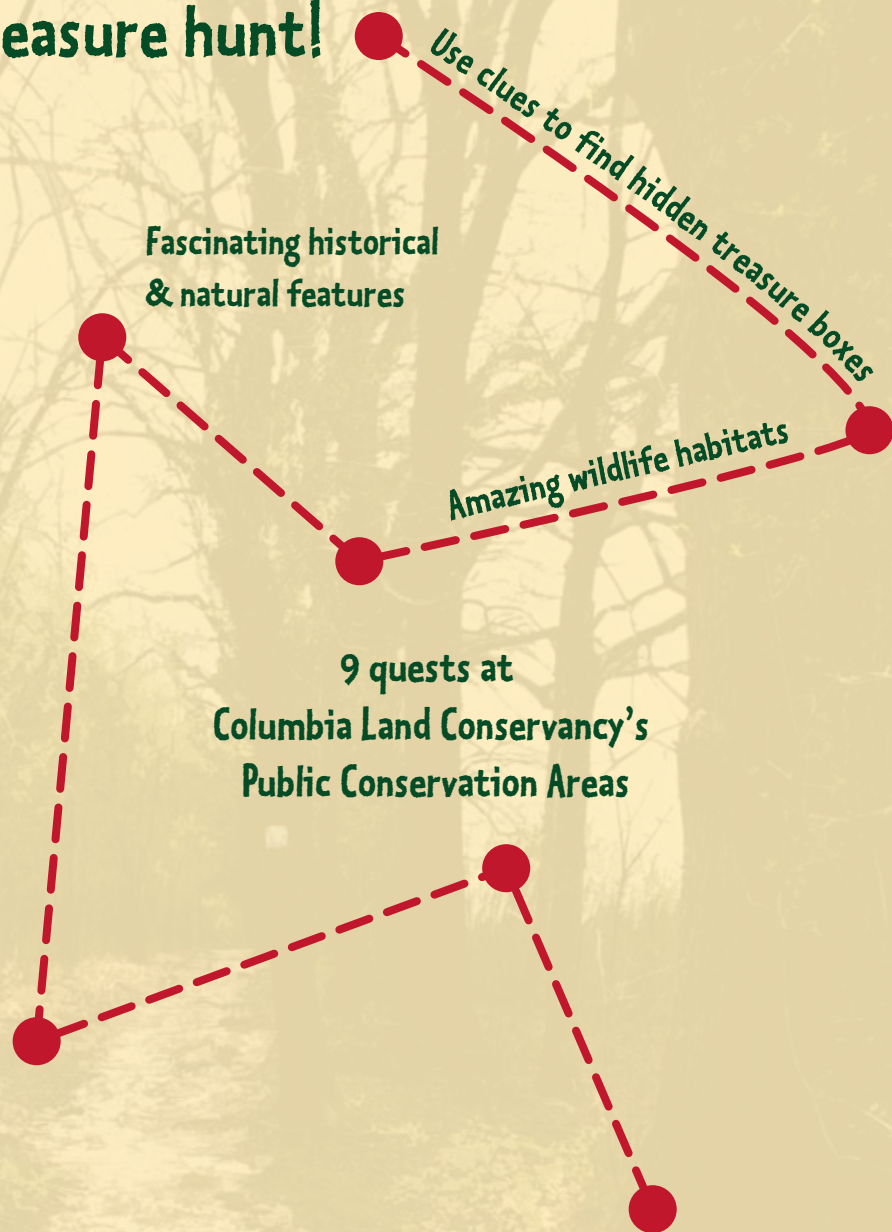 easure hunt!
Use clues to find hidden treasure boxes
Fascinating historical
& natural features
Amazing wildlife habitats
9 quests at
Columbia Land Conservancy’s
Public Conservation Areas